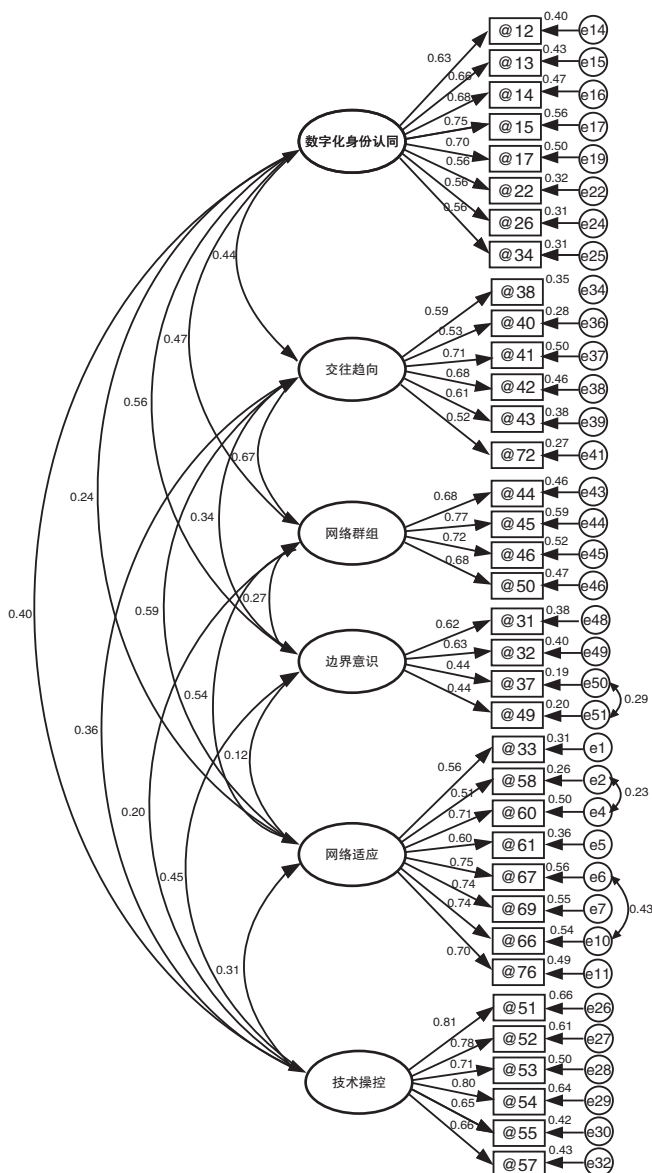 @12 0.40 e14
0.63
@13 0.43 e15
0.66
@14 0.47 e16
0.68
@15 0.56 e17
0.75
数字化身份认同
@17 0.50 e19
0.70
@22 0.32 e22
0.56
@26 0.31 e24
0.56
@34 0.31 e25
0.56
0.44
@38 0.35 e34
0.59
@40 0.28 e36
0.53
@41 0.50 e37
0.71
交往趋向
@42 0.46 e38
0.68
@43 0.38 e39
0.61
@72 0.27 e41
0.52
0.47
0.56
0.67
@44 0.46 e43
0.68
@45 0.59 e44
0.77
网络群组
@46 0.52 e45
0.72
@50 0.47 e46
0.68
0.24
0.34
0.27
0.40
0.59
@31 0.38 e48
0.62
@32 0.40 e49
0.63
边界意识
@37 0.19 e50
0.44
@49 0.20 e51
0.44
0.29
0.54
0.36
0.12
@33 0.31 e1
0.56
@58 0.26 e2
0.51
0.23
@60 0.50 e4
0.71
@61 0.36 e5
0.60
网络适应
@67 0.56 e6
0.75
@69 0.55 e7
0.74
0.43
@66 0.54 e10
0.74
@76 0.49 e11
0.70
0.20
0.45
0.31
@51 0.66 e26
0.81
@52 0.61 e27
0.78
@53 0.50 e28
0.71
技术操控
@54 0.64 e29
0.80
@55 0.42 e30
0.65
@57 0.43 e32
0.66